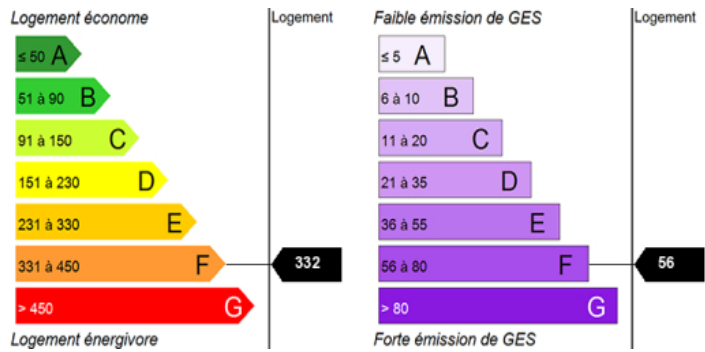 Logement économe
Logement
≤ 50 A
51 à 90 B
91 à 150 C
151 à 230 D
231 à 330 E
331 à 450 F
332
> 450 G
Logement énergivore
Faible émission de GES
Logement
≤ 5 A
6 à 10 B
11 à 20 C
21 à 35 D
36 à 55 E
56 à 80 F
56
> 80 G
Forte émission de GES